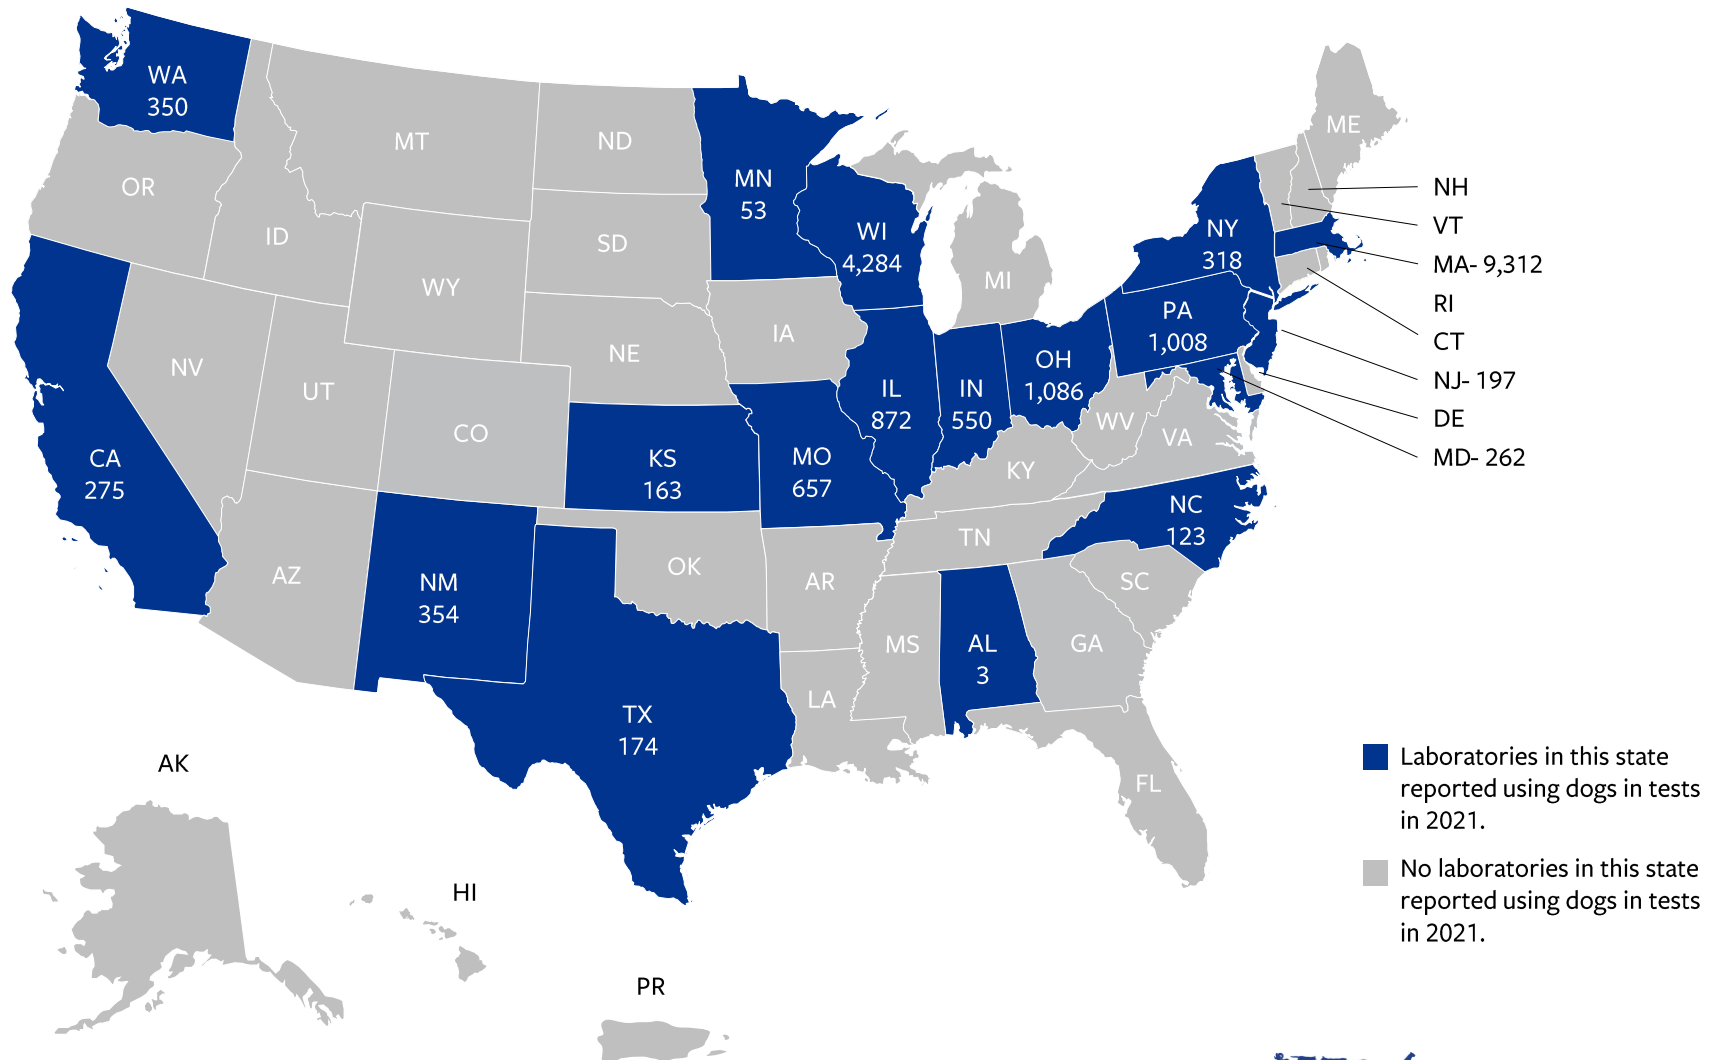 WA
350
MT
ND
MN
53
OR
ID
SD
WI
4,284
WY
MI
NY
318
ME
NH
VT
MA- 9,312
RI
CT
NJ- 197
DE
MD- 262
NV
UT
NE
IA
CO
IL
872
IN
550
OH
1,086
PA
1,008
WV
VA
KY
CA
275
KS
163
MO
657
NC
123
TN
AZ
NM
354
OK
AR
SC
MS
AL
3
GA
LA
TX
174
FL
AK
HI
PR
Laboratories in this state
reported using dogs in tests
in 2021.
No laboratories in this state
reported using dogs in tests
in 2021.